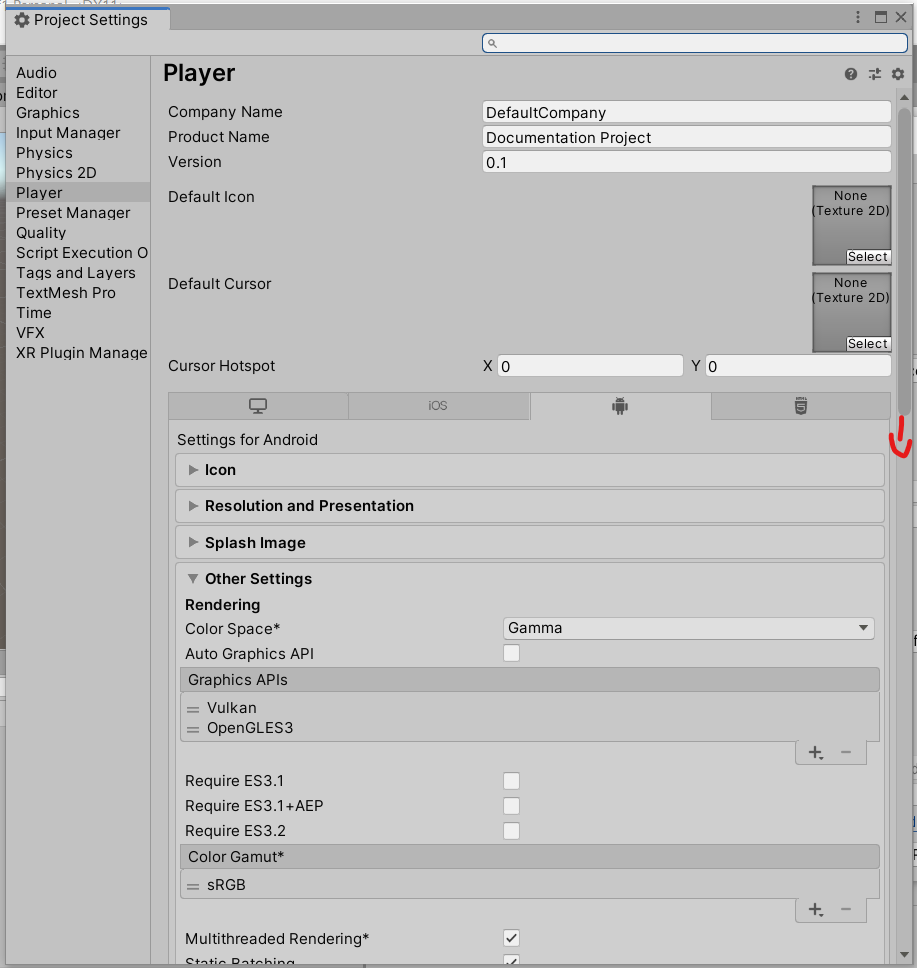 Project Settings
Audio
Editor
Graphics
Input Manager
Physics
Physics 2D
Player
Preset Manager
Quality
Script Execution O
Tags and Layers
TextMesh Pro
Time
VFX
XR Plugin Manage
Player
Company Name DefaultCompany
Product Name Documentation Project
Version 0.1
Default Icon
None
(Texture 2D)
Select
Default Cursor
None
(Texture 2D)
Select
Cursor Hotspot X 0 Y 0
iOS
Settings for Android
Icon
Resolution and Presentation
Splash Image
Other Settings
Rendering
Color Space* Gamma
Auto Graphics API
Graphics APIs
Vulkan
OpenGLES3
Require ES3.1
Require ES3.1+AEP
Require ES3.2
Color Gamut*
sRGB
Multithreaded Rendering*
Static Batching